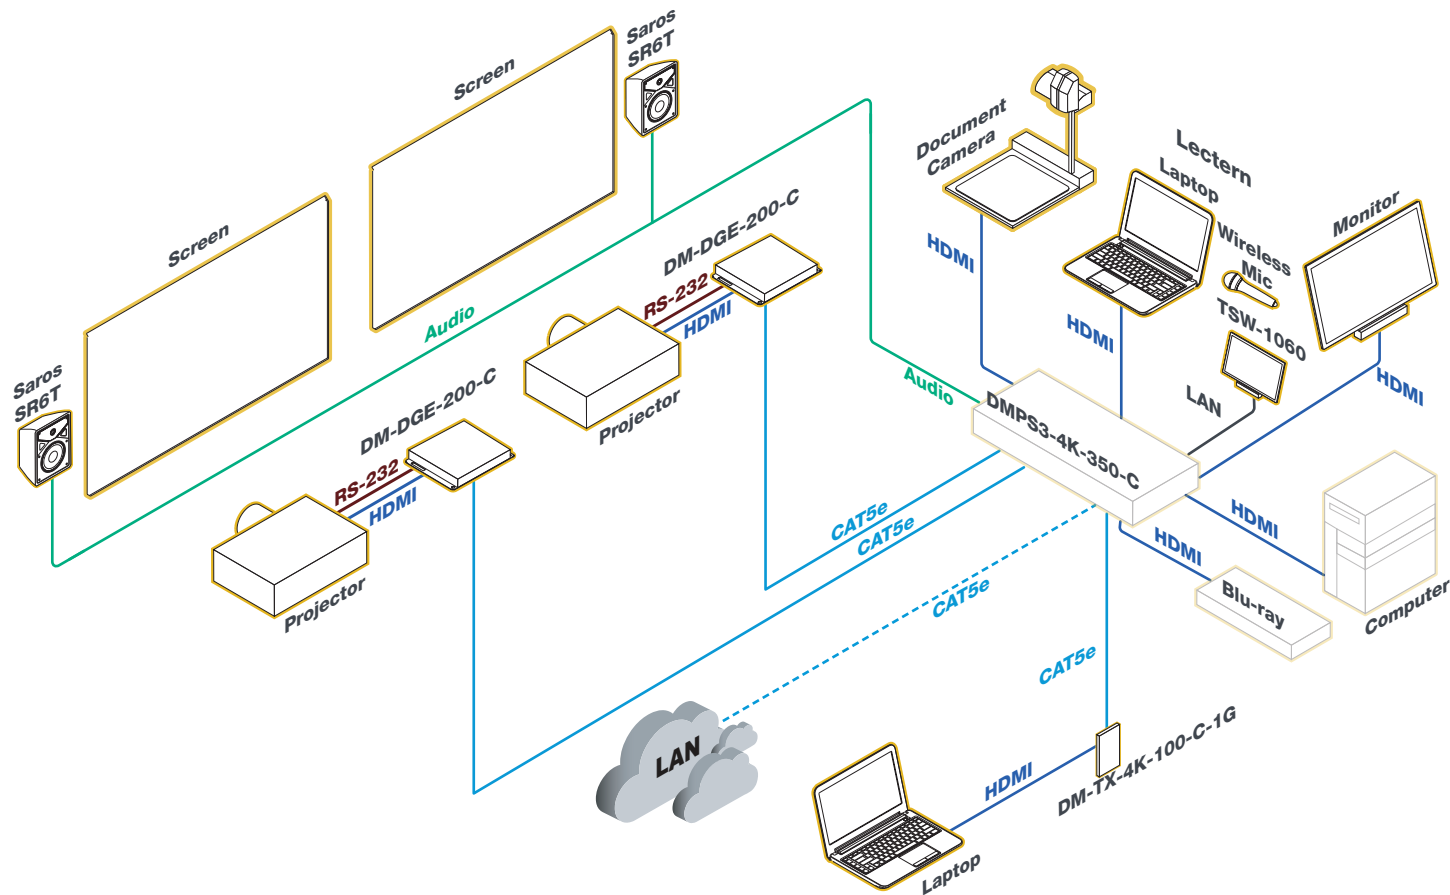 Saros
SR6T
Screen
Screen
Document
Camera
Lectern
Laptop
Wireless
Mic
Monitor
DM-DGE-200-C
RS-232
HDMI
Projector
Audio
HDMI
HDMI
TSW-1060
LAN
HDMI
Audio
DMPS3-4K-350-C
Saros
SR6T
DM-DGE-200-C
RS-232
HDMI
Projector
CAT5e
CAT5e
CAT5e
HDMI
HDMI
Blu-ray
Computer
CAT5e
LAN
HDMI
DM-TX-4K-100-C-1G
Laptop